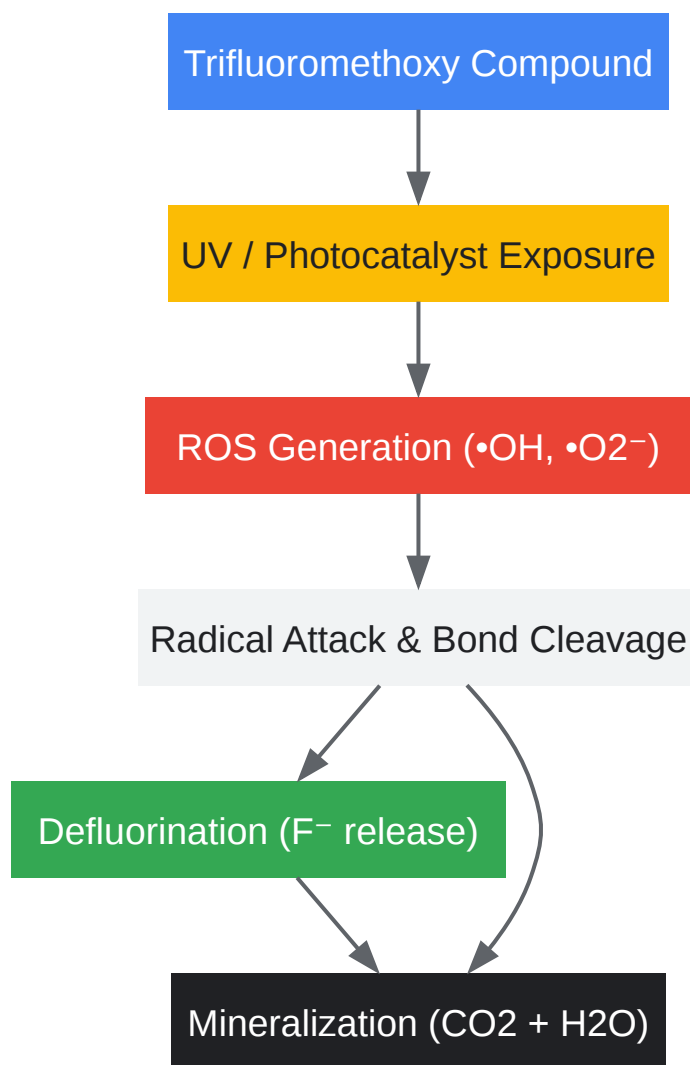 Trifluoromethoxy Compound
UV / Photocatalyst Exposure
ROS Generation (•OH, •O2⁻)
Radical Attack & Bond Cleavage
Defluorination (F⁻ release)
Mineralization (CO2 + H2O)